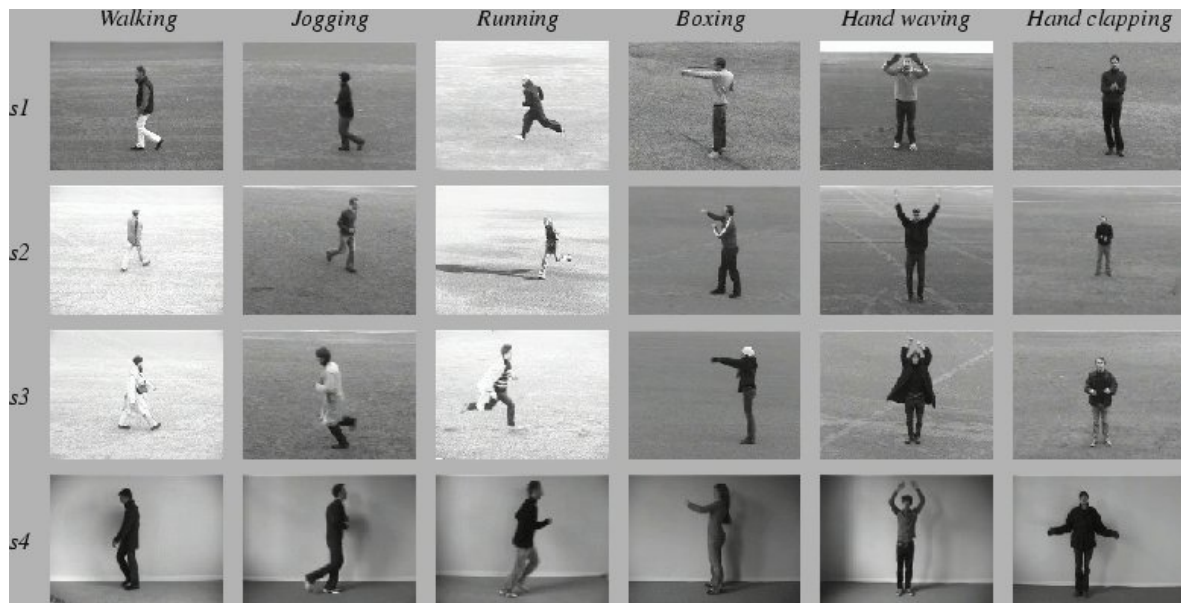 Walking Jogging Running Boxing Hand waving Hand clapping
s1
s2
s3
s4